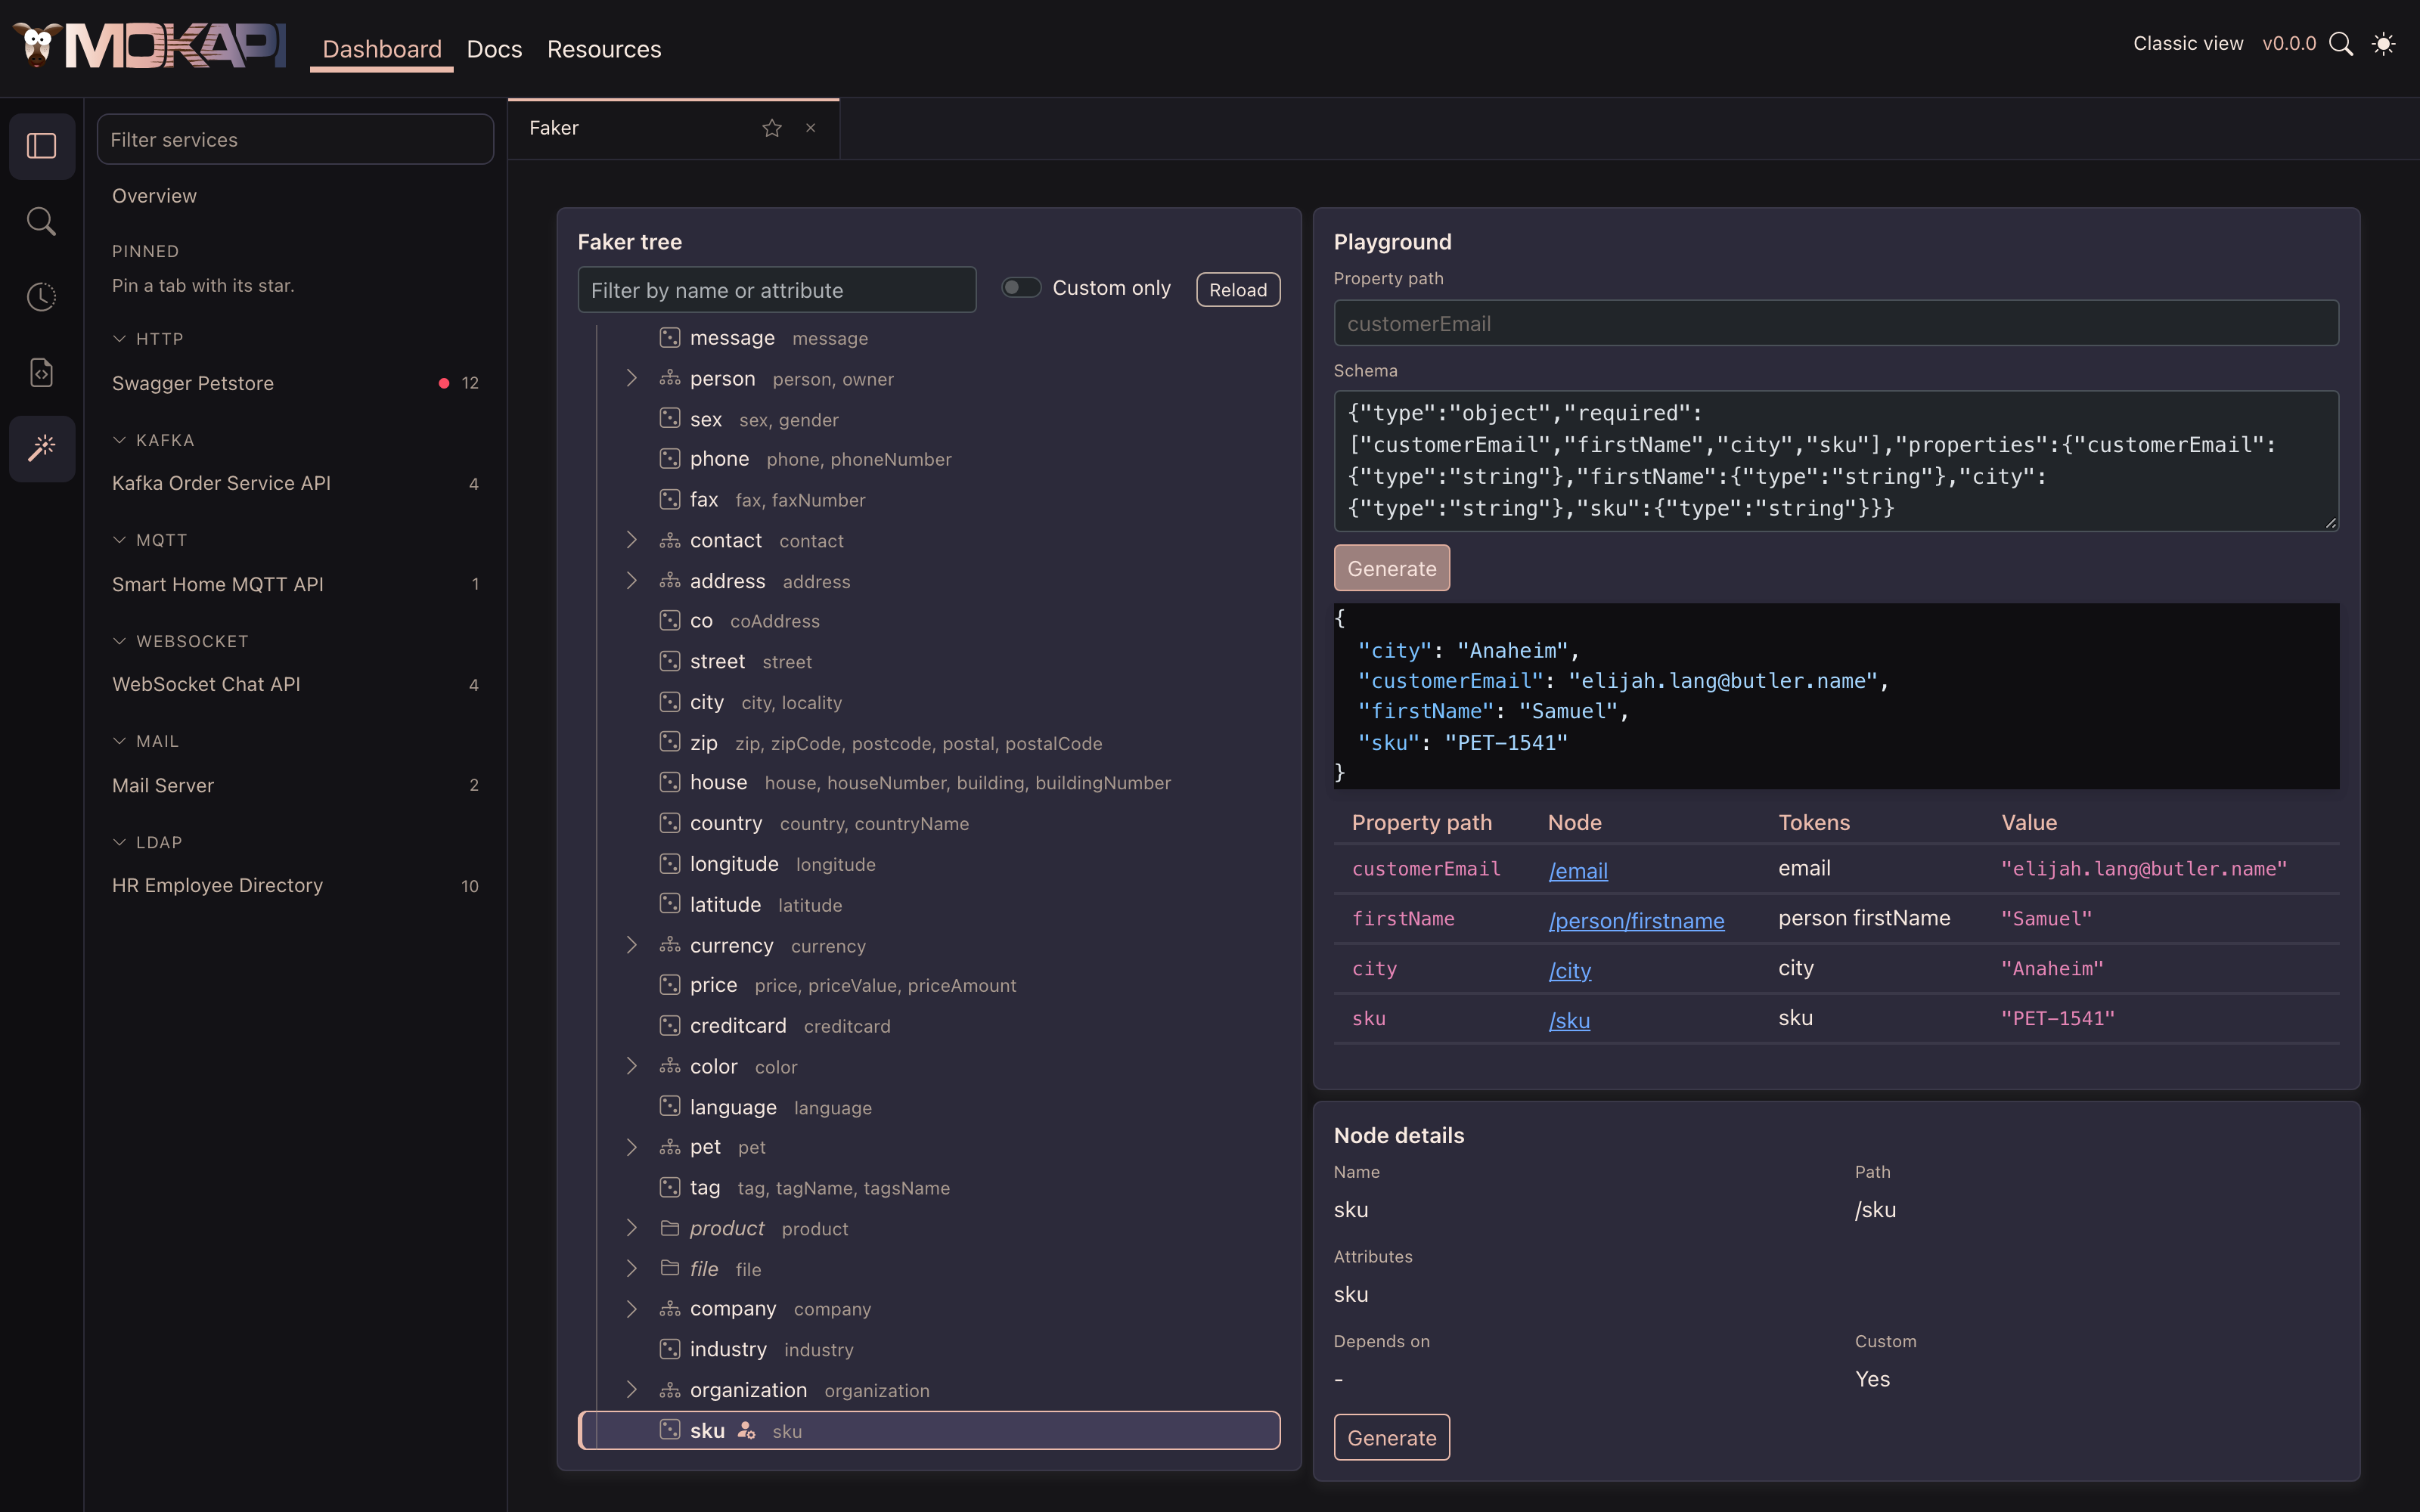 MOKAPI
Dashboard Docs Resources
Classic view v0.0.0
Filter services
Overview
PINNED
Pin a tab with its star.
HTTP
Swagger Petstore 12
KAFKA
Kafka Order Service API 4
MQTT
Smart Home MQTT API 1
WEBSOCKET
WebSocket Chat API 4
MAIL
Mail Server 2
LDAP
HR Employee Directory 10
Faker
Faker tree
Filter by name or attribute
Custom only
Reload
message message
person person, owner
sex sex, gender
phone phone, phoneNumber
fax fax, faxNumber
contact contact
address address
co coAddress
street street
city city, locality
zip zip, zipCode, postcode, postal, postalCode
house house, houseNumber, building, buildingNumber
country country, countryName
longitude longitude
latitude latitude
currency currency
price price, priceValue, priceAmount
creditcard creditcard
color color
language language
pet pet
tag tag, tagName, tagsName
product product
file file
company company
industry industry
organization organization
sku sku
Playground
Property path
customerEmail
Schema
{"type":"object","required":
["customerEmail","firstName","city","sku"],"properties":{"customerEmail":
{"type":"string"},"firstName":{"type":"string"},"city":
{"type":"string"},"sku":{"type":"string"}}}
Generate
{
"city": "Anaheim",
"customerEmail": "elijah.lang@butler.name",
"firstName": "Samuel",
"sku": "PET-1541"
}
Property path Node Tokens Value
customerEmail /email email "elijah.lang@butler.name"
firstName /person/firstname person firstName "Samuel"
city /city city "Anaheim"
sku /sku sku "PET-1541"
Node details
Name Path
sku /sku
Attributes
sku
Depends on Custom
- Yes
Generate